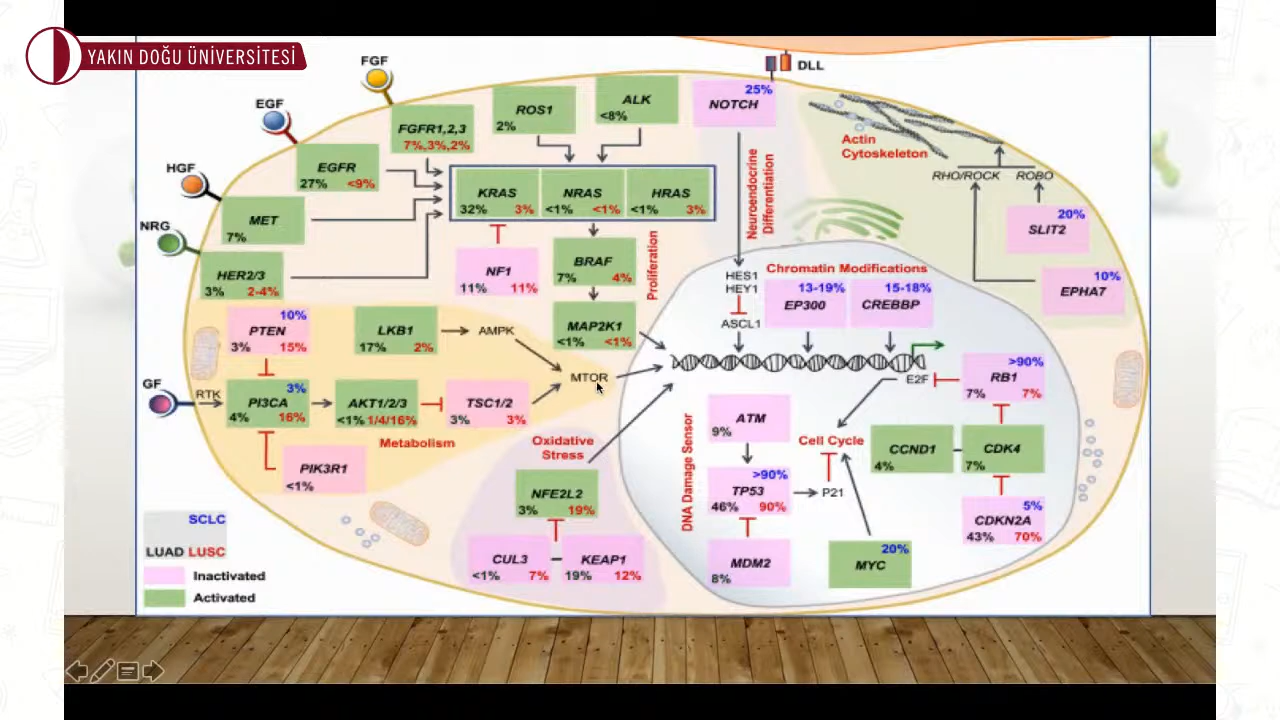 YAKIN DOĞU ÜNİVERSİTESİ
FGF
DLL
EGF
HGF
NRG
FGFR1,2,3
7%,3%,2%
ROS1
2%
ALK
<8%
25%
NOTCH
Actin
Cytoskeleton
EGFR
27% <9%
MET
7%
HER2/3
3% 2-4%
KRAS
32% 3%
NRAS
<1% <1%
HRAS
<1% 3%
Neuroendocrine
Differentiation
RHO/ROCK
ROBO
20%
SLIT2
10%
EPHA7
NF1
11% 11%
BRAF
7% 4%
Proliferation
MAP2K1
<1% <1%
HES1
HEY1
ASCL1
Chromatin Modifications
13-19%
EP300
15-18%
CREBBP
10%
PTEN
3% 15%
LKB1
17% 2%
AMPK
MTOR
GF
RTK
3%
PI3CA
4% 16%
AKT1/2/3
<1% 1/4/16%
TSC1/2
3% 3%
Metabolism
PIK3R1
<1%
E2F
>90%
RB1
7% 7%
Oxidative
Stress
NFE2L2
3% 19%
CUL3
<1% 7%
KEAP1
19% 12%
DNA Damage Sensor
ATM
9%
Cell Cycle
CCND1
4%
CDK4
7%
>90%
TP53
46% 90%
P21
5%
CDKN2A
43% 70%
MDM2
8%
20%
MYC
SCLC
LUAD LUSC
Inactivated
Activated